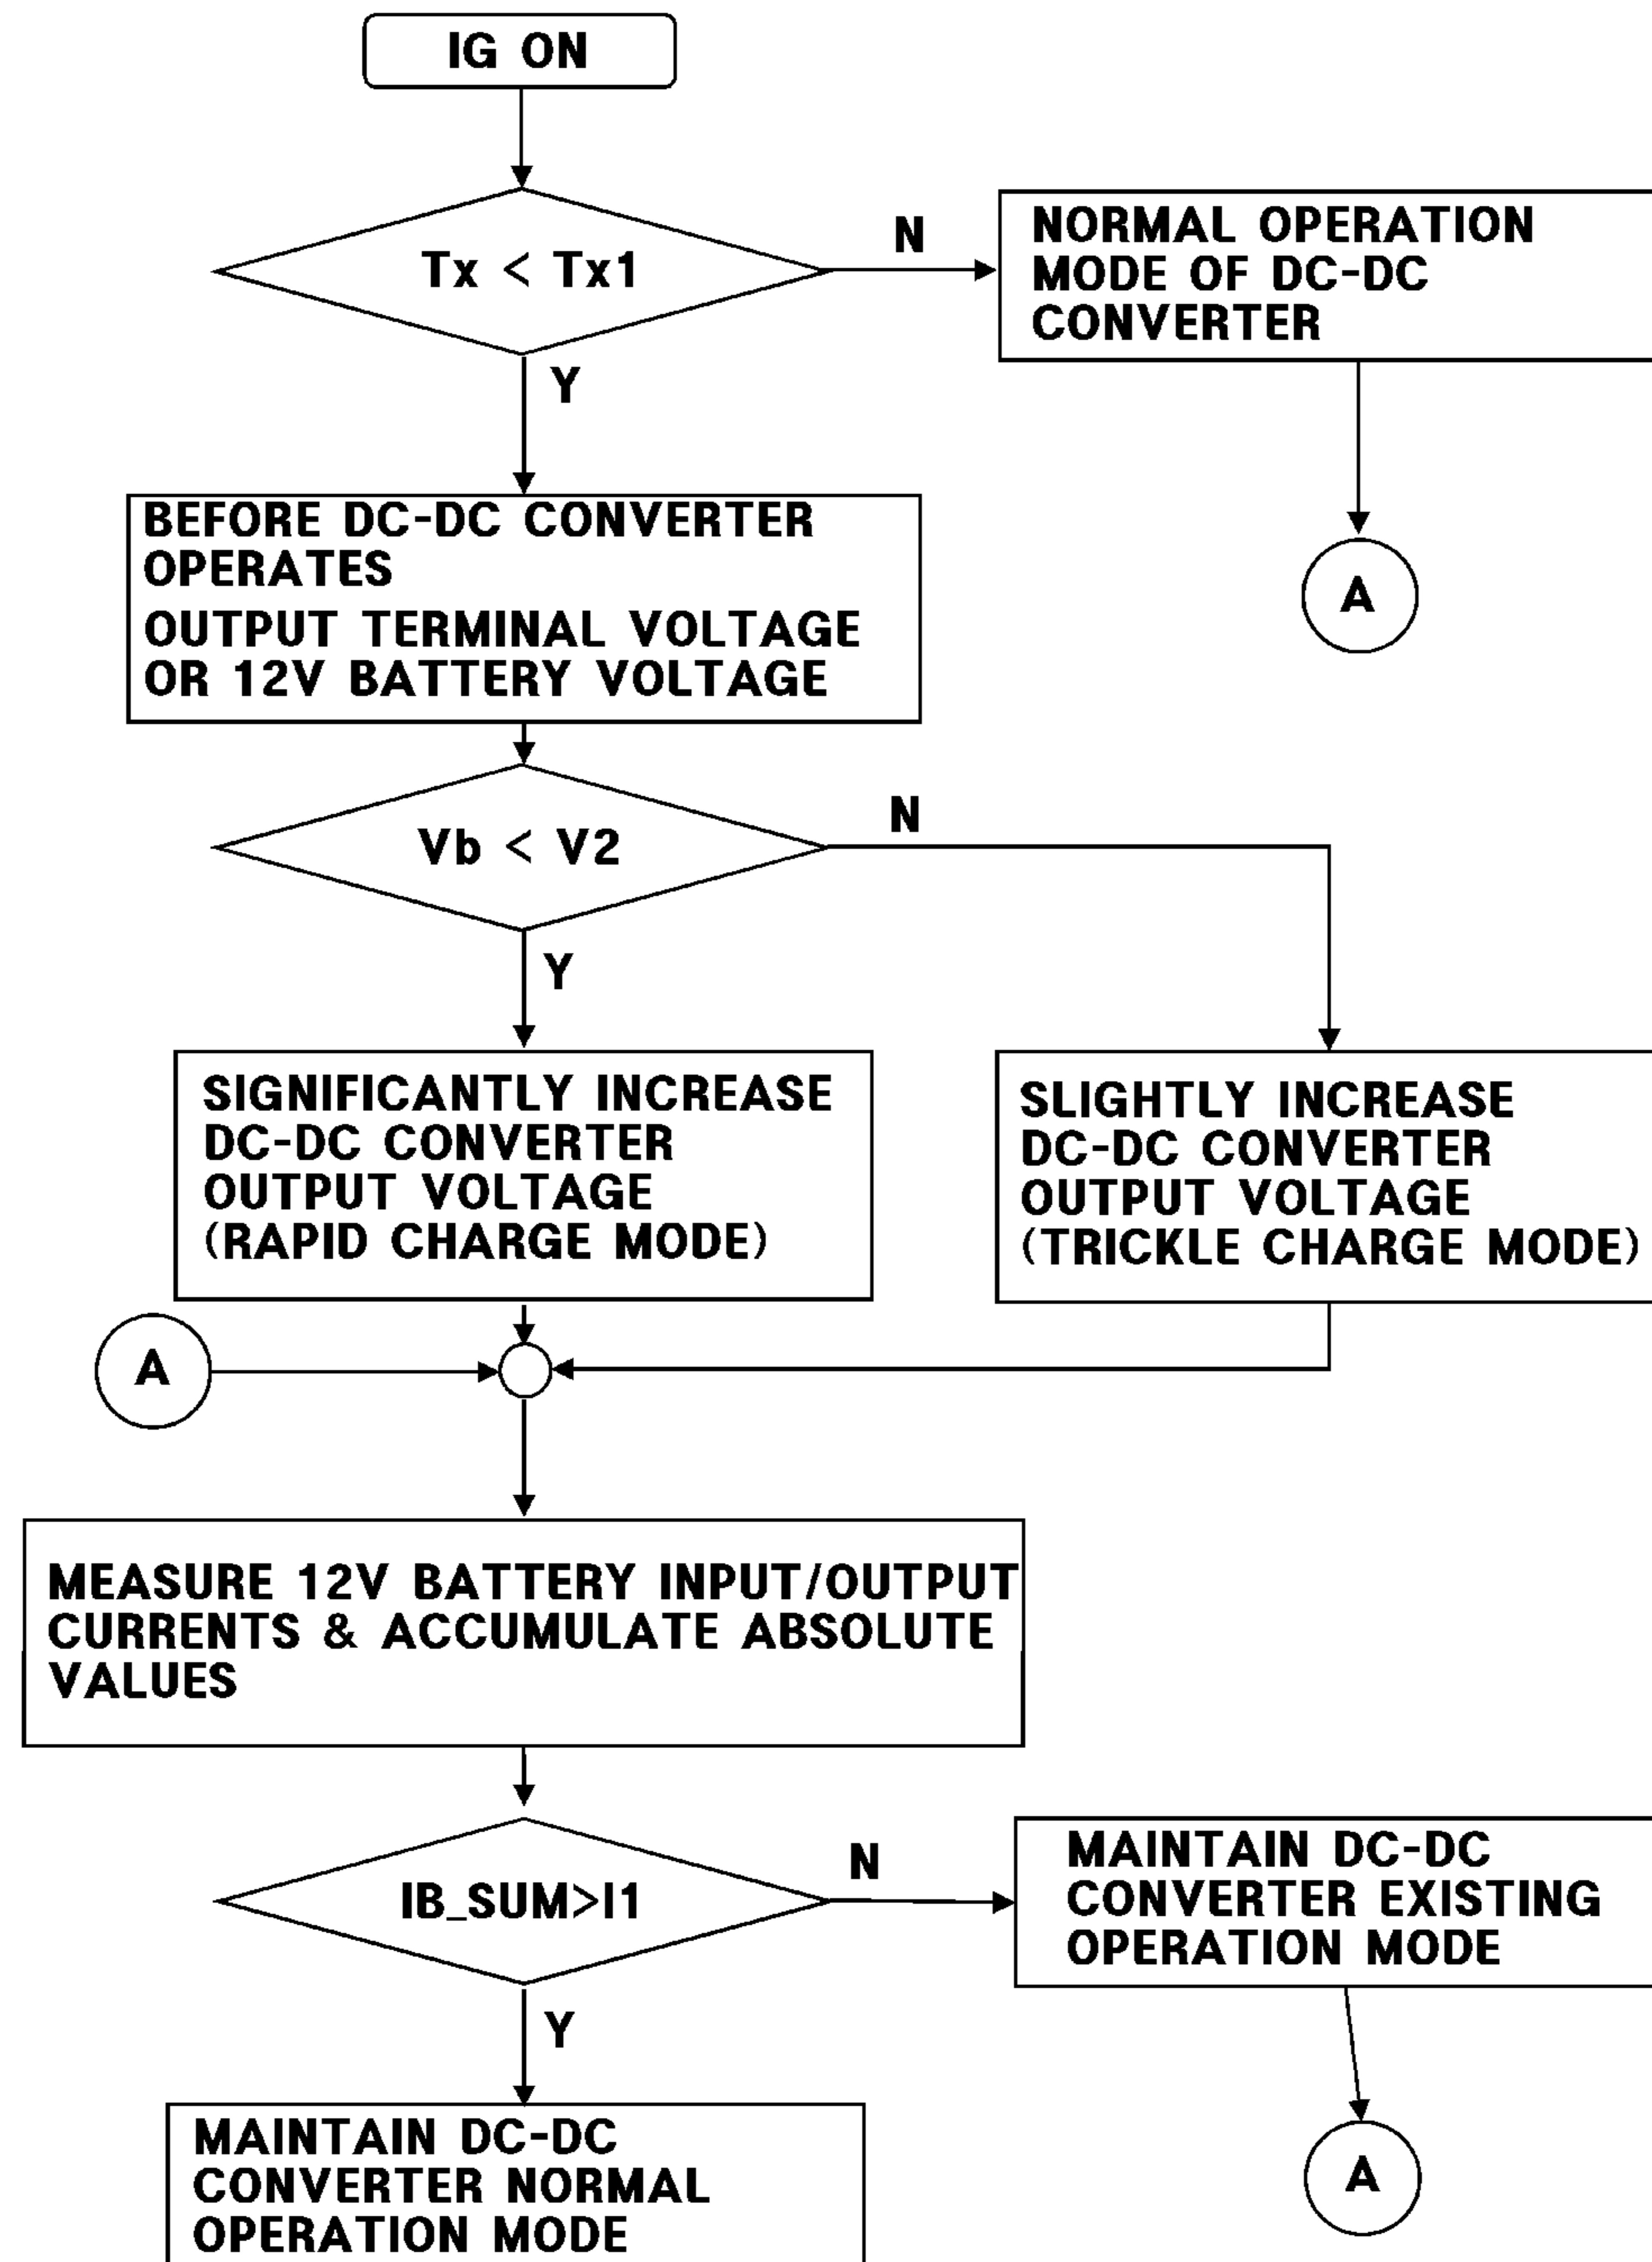 IG ON
Tx < Tx1
N
NORMAL OPERATION
MODE OF DC-DC
CONVERTER
Y
A
BEFORE DC-DC CONVERTER
OPERATES
OUTPUT TERMINAL VOLTAGE
OR 12V BATTERY VOLTAGE
Vb < V2
N
Y
SIGNIFICANTLY INCREASE
DC-DC CONVERTER
OUTPUT VOLTAGE
(RAPID CHARGE MODE)
SLIGHTLY INCREASE
DC-DC CONVERTER
OUTPUT VOLTAGE
(TRICKLE CHARGE MODE)
A
MEASURE 12V BATTERY INPUT/OUTPUT
CURRENTS & ACCUMULATE ABSOLUTE
VALUES
IB_SUM>I1
N
MAINTAIN DC-DC
CONVERTER EXISTING
OPERATION MODE
Y
A
MAINTAIN DC-DC
CONVERTER NORMAL
OPERATION MODE